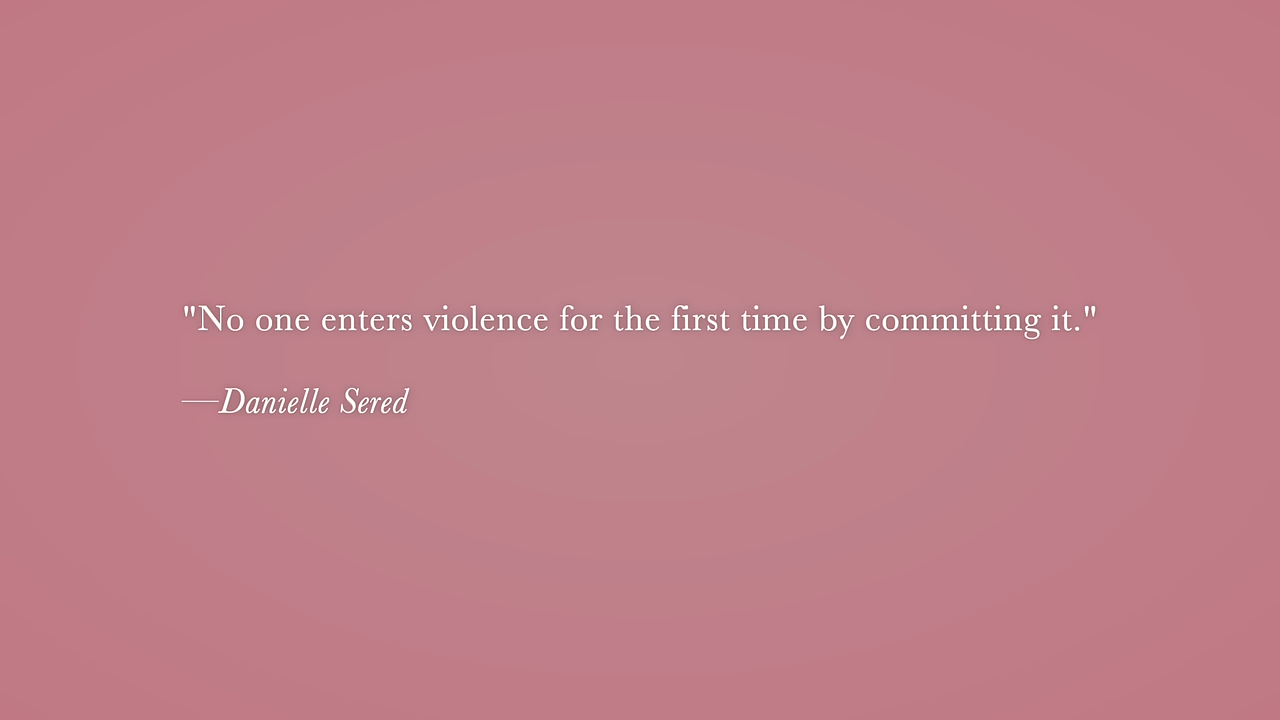 "No one enters violence for the first time by committing it."
—Danielle Sered